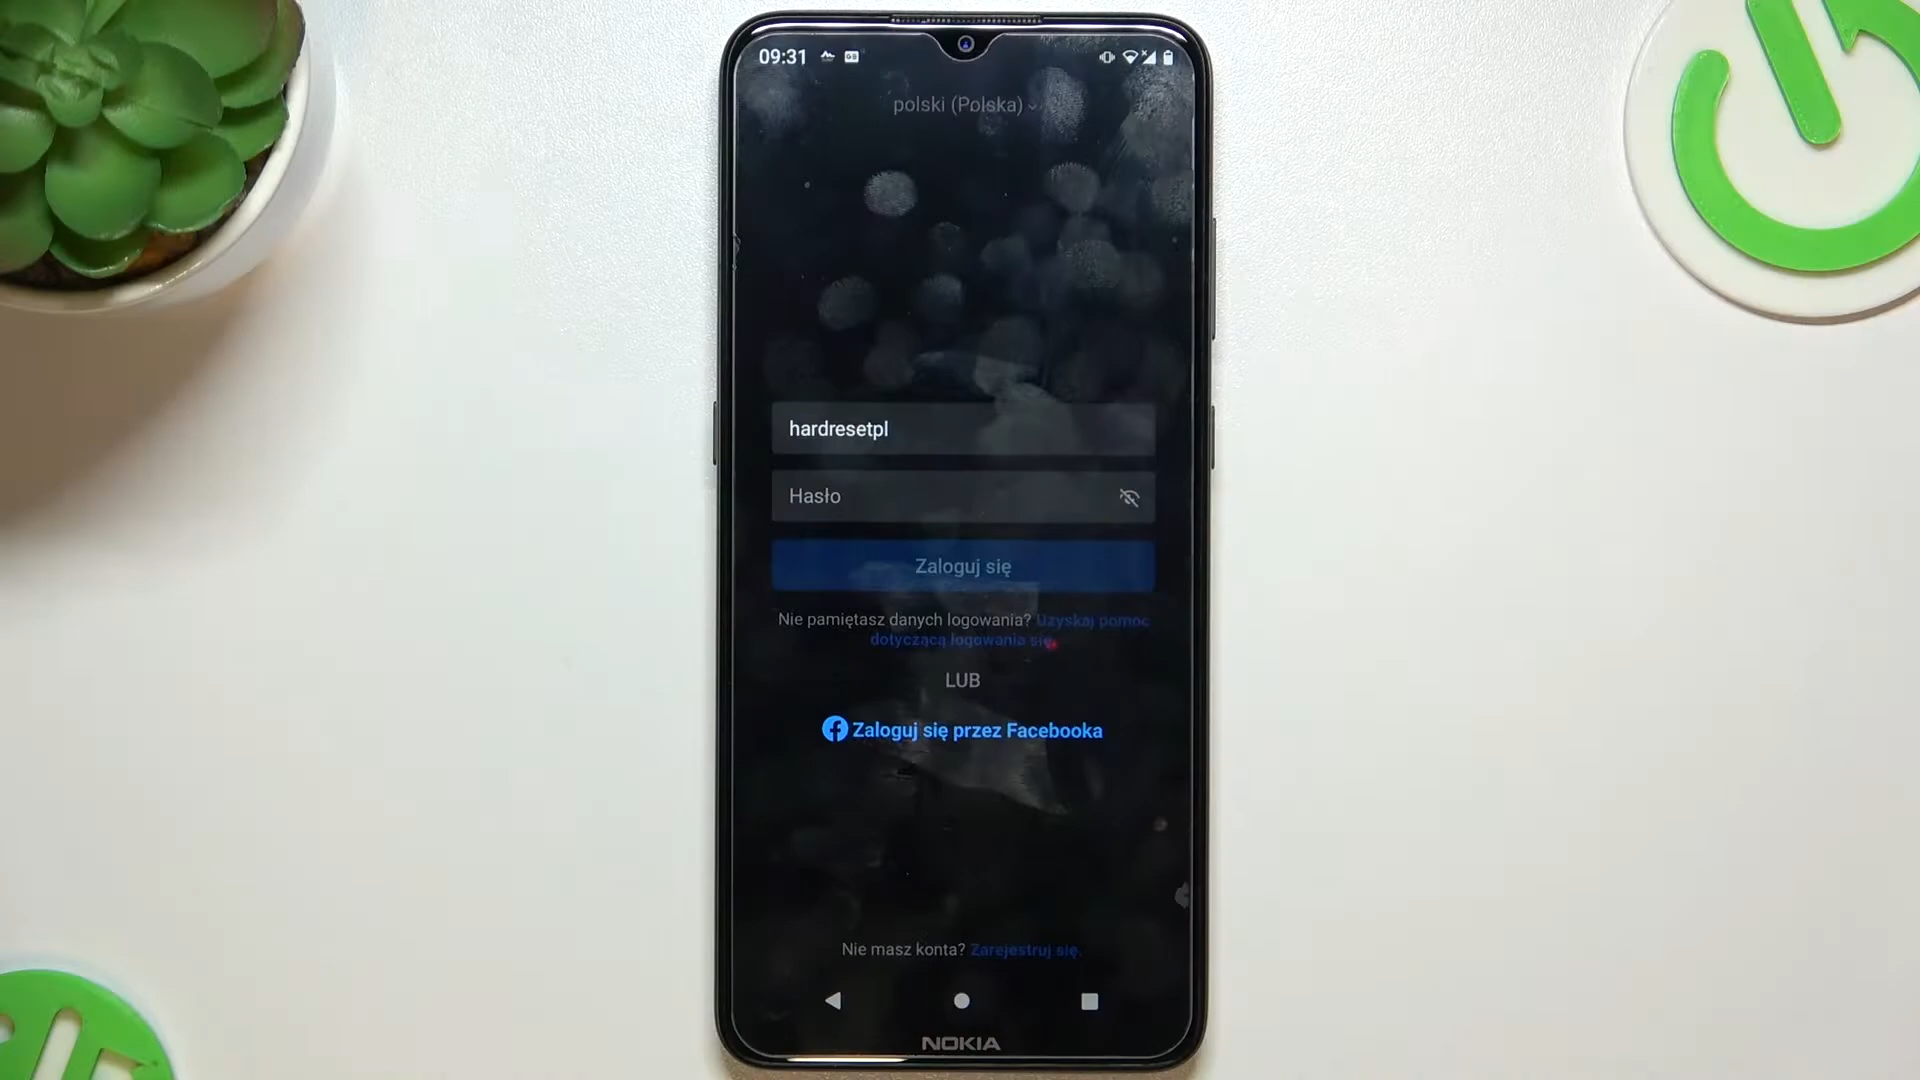 09:31
polski (Polska)
hardresetpl
Hasło
Zaloguj się
Nie pamiętasz danych logowania? Uzyskaj pomoc
dotyczącą logowania się.
LUB
Zaloguj się przez Facebooka
Nie masz konta? Zarejestruj się.
NOKIA